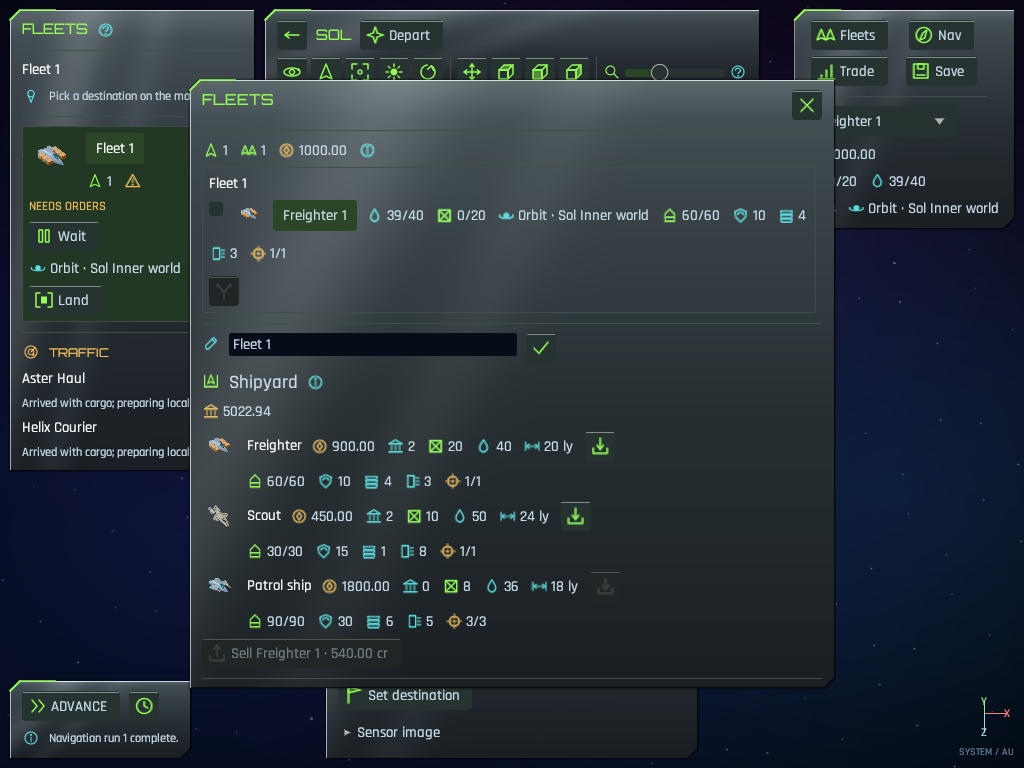 FLEETS
Fleet 1
Pick a destination on the ma
Fleet 1
1
NEEDS ORDERS
Wait
Orbit · Sol Inner world
Land
TRAFFIC
Aster Haul
Arrived with cargo; preparing local
Helix Courier
Arrived with cargo; preparing local
SOL
Depart
Fleets
Nav
Trade
Save
eighter 1
000.00
/20
39/40
Orbit · Sol Inner world
FLEETS
1
1
1000.00
Fleet 1
Freighter 1
39/40
0/20
Orbit · Sol Inner world
60/60
10
4
3
1/1
Fleet 1
Shipyard
5022.94
Freighter
900.00
2
20
40
20 ly
60/60
10
4
3
1/1
Scout
450.00
2
10
50
24 ly
30/30
15
1
8
1/1
Patrol ship
1800.00
0
8
36
18 ly
90/90
30
6
5
3/3
Sell Freighter 1 · 540.00 cr
ADVANCE
Navigation run 1 complete.
Set destination
Sensor image
Y
X
Z
SYSTEM / AU